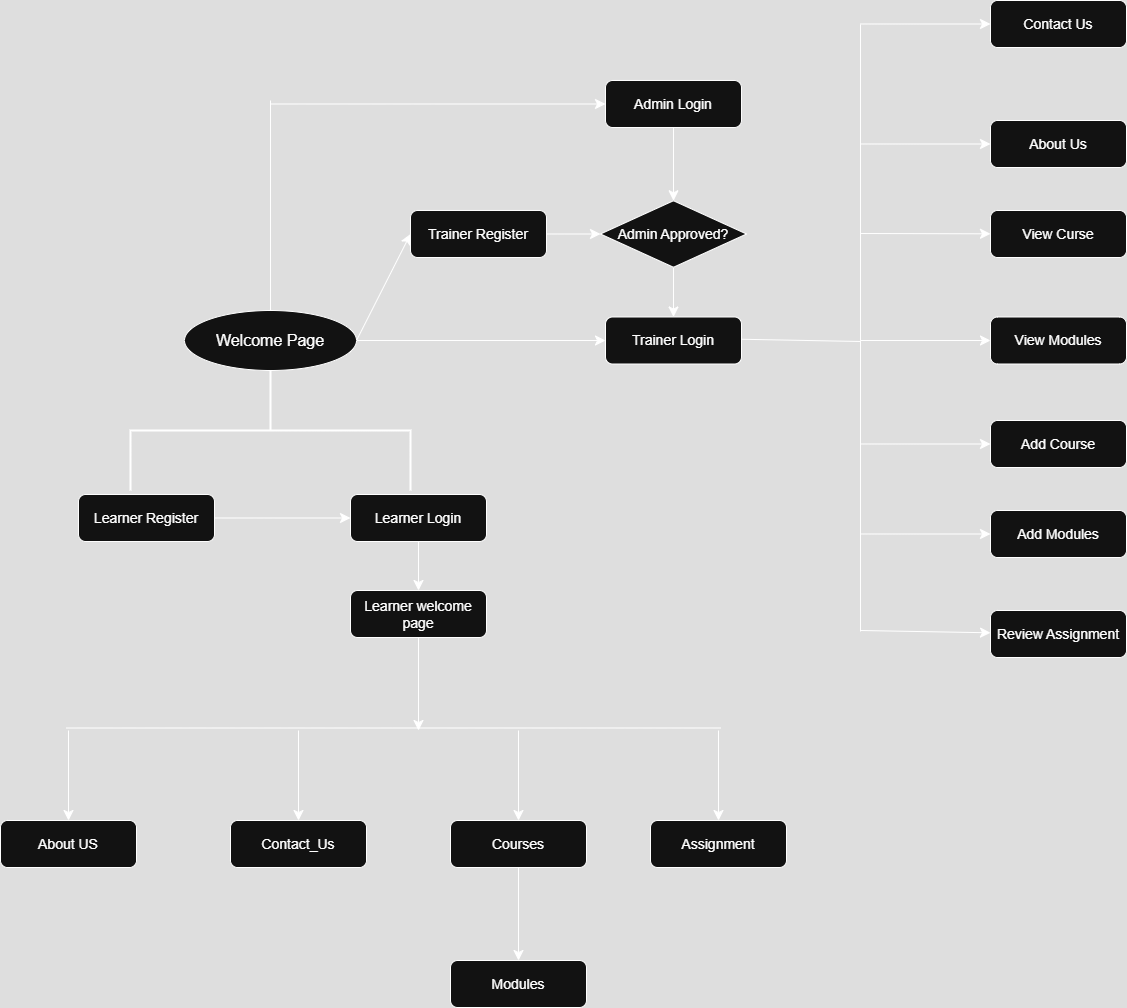 Contact Us
Admin Login
About Us
Trainer Register
Admin Approved?
View Curse
Welcome Page
Trainer Login
View Modules
Add Course
Learner Register
Learner Login
Add Modules
Learner welcome
page
Review Assignment
About US
Contact_Us
Courses
Assignment
Modules